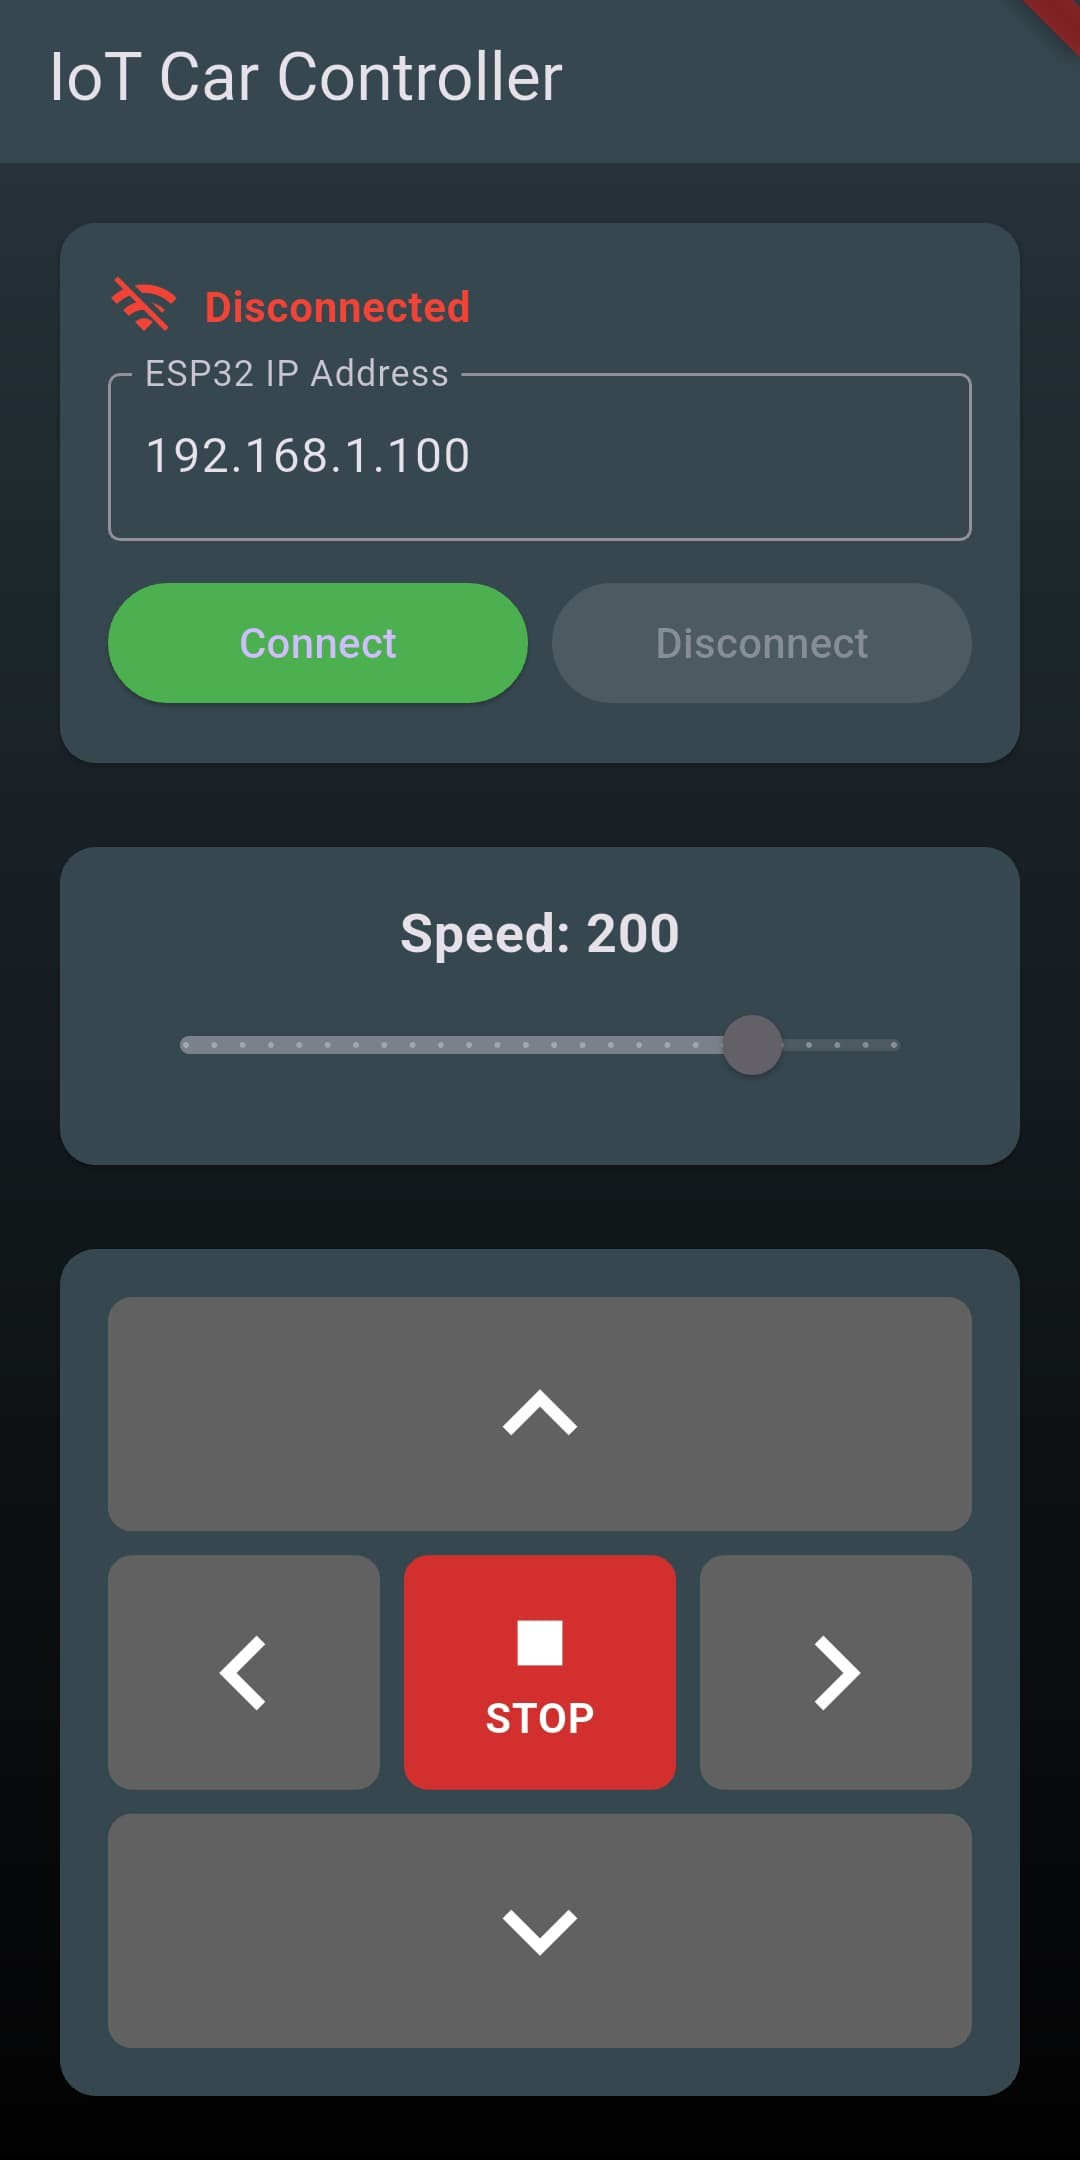 IoT Car Controller
Disconnected
ESP32 IP Address
192.168.1.100
Connect
Disconnect
Speed: 200
STOP